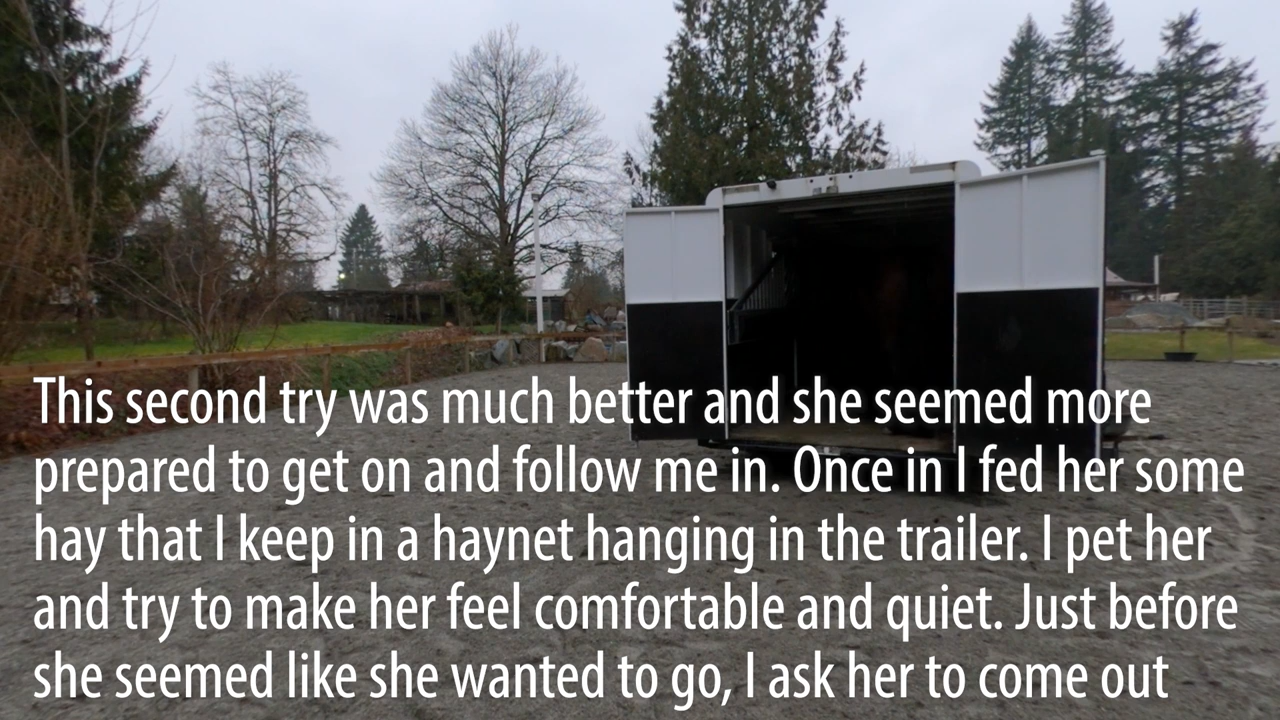 This second try was much better and she seemed more
prepared to get on and follow me in. Once in I fed her some
hay that I keep in a haynet hanging in the trailer. I pet her
and try to make her feel comfortable and quiet. Just before
she seemed like she wanted to go, I ask her to come out